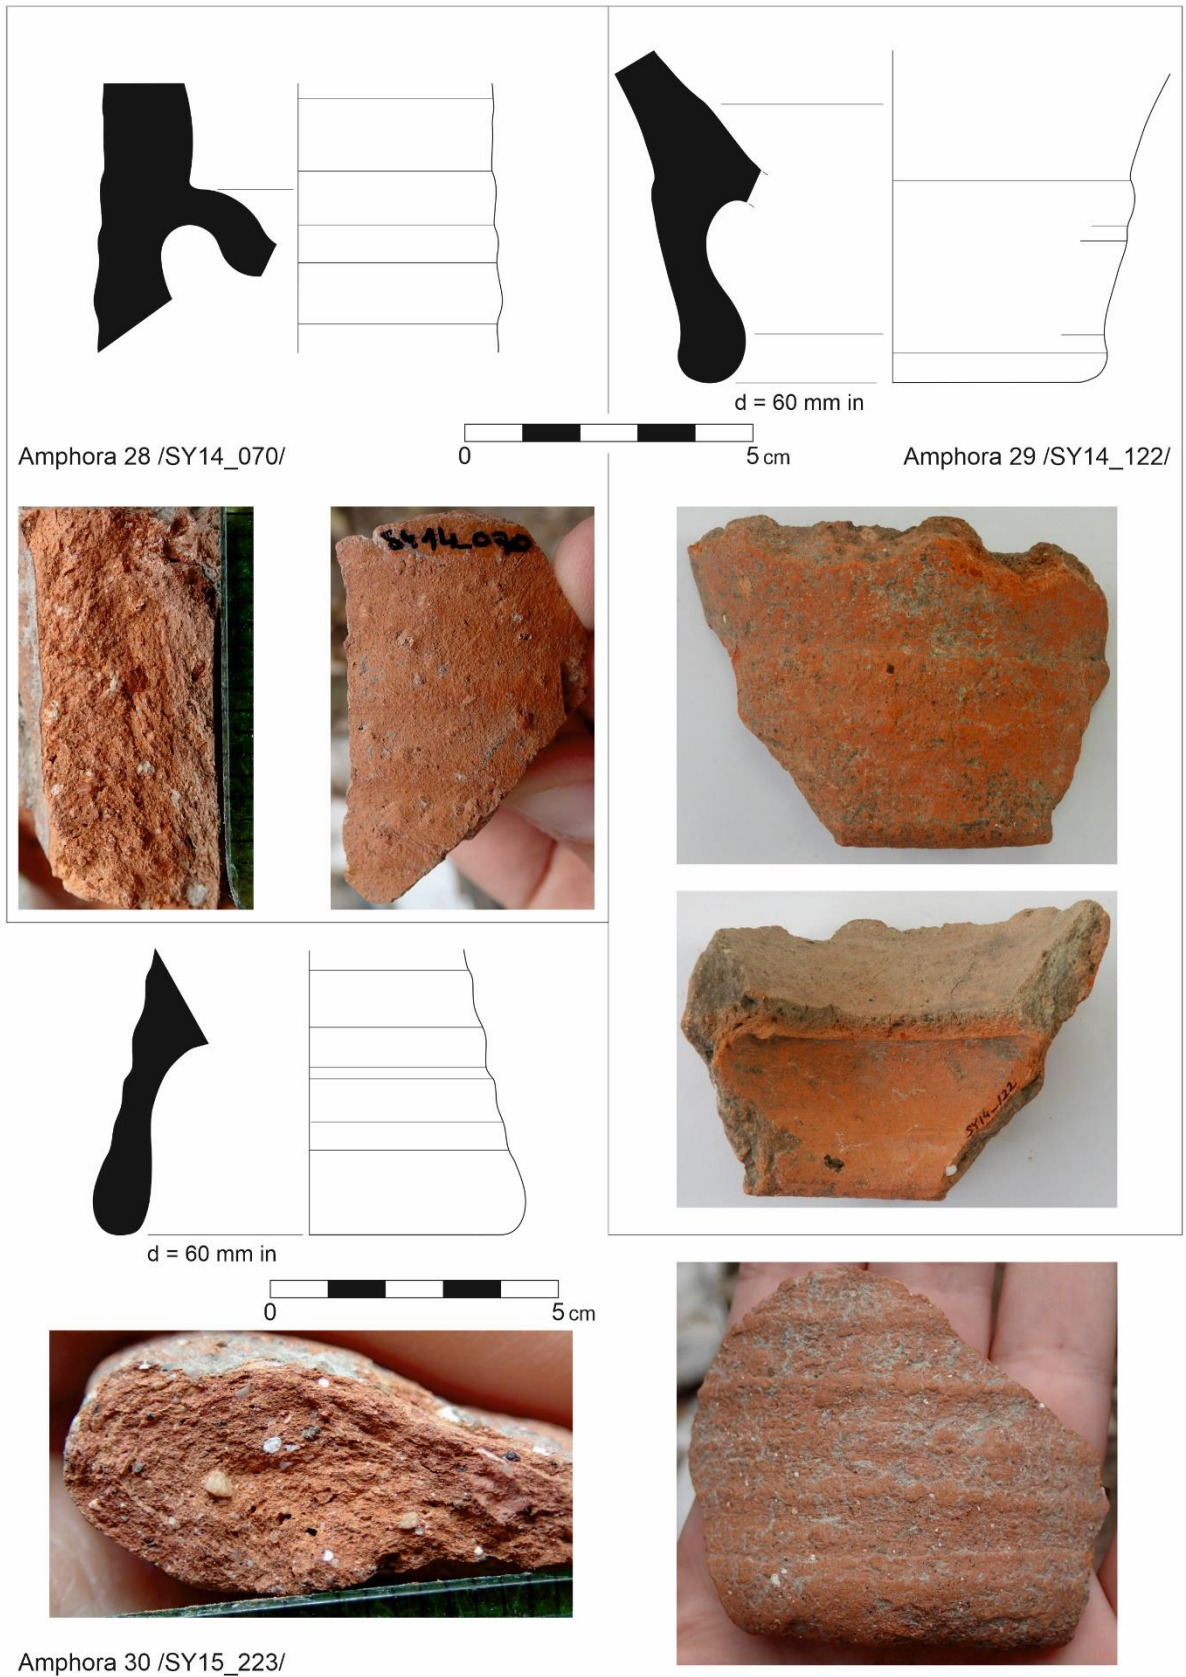 d = 60 mm in
Amphora 28 /SY14_070/
0 5 cm
Amphora 29 /SY14_122/
SY14_070
SY14_122
d = 60 mm in
0 5 cm
Amphora 30 /SY15_223/